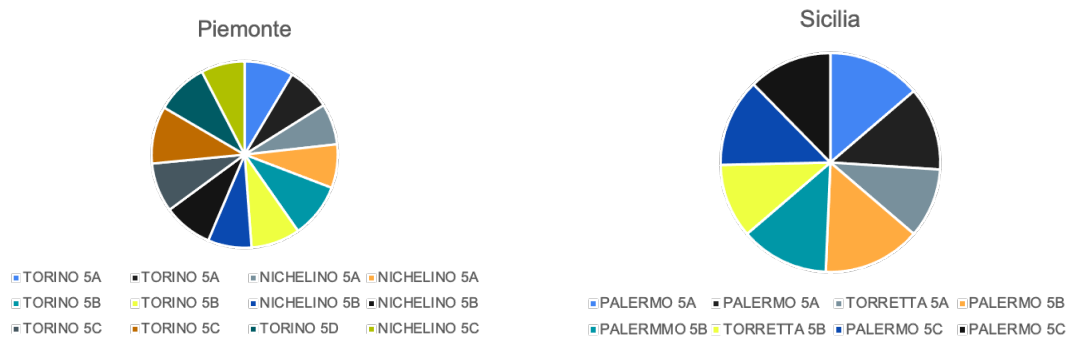 Piemonte
TORINO 5A TORINO 5A NICHELINO 5A NICHELINO 5A
TORINO 5B TORINO 5B NICHELINO 5B NICHELINO 5B
TORINO 5C TORINO 5C TORINO 5D NICHELINO 5C
Sicilia
PALERMO 5A PALERMO 5A TORRETTA 5A PALERMO 5B
PALERMMO 5B TORRETTA 5B PALERMO 5C PALERMO 5C